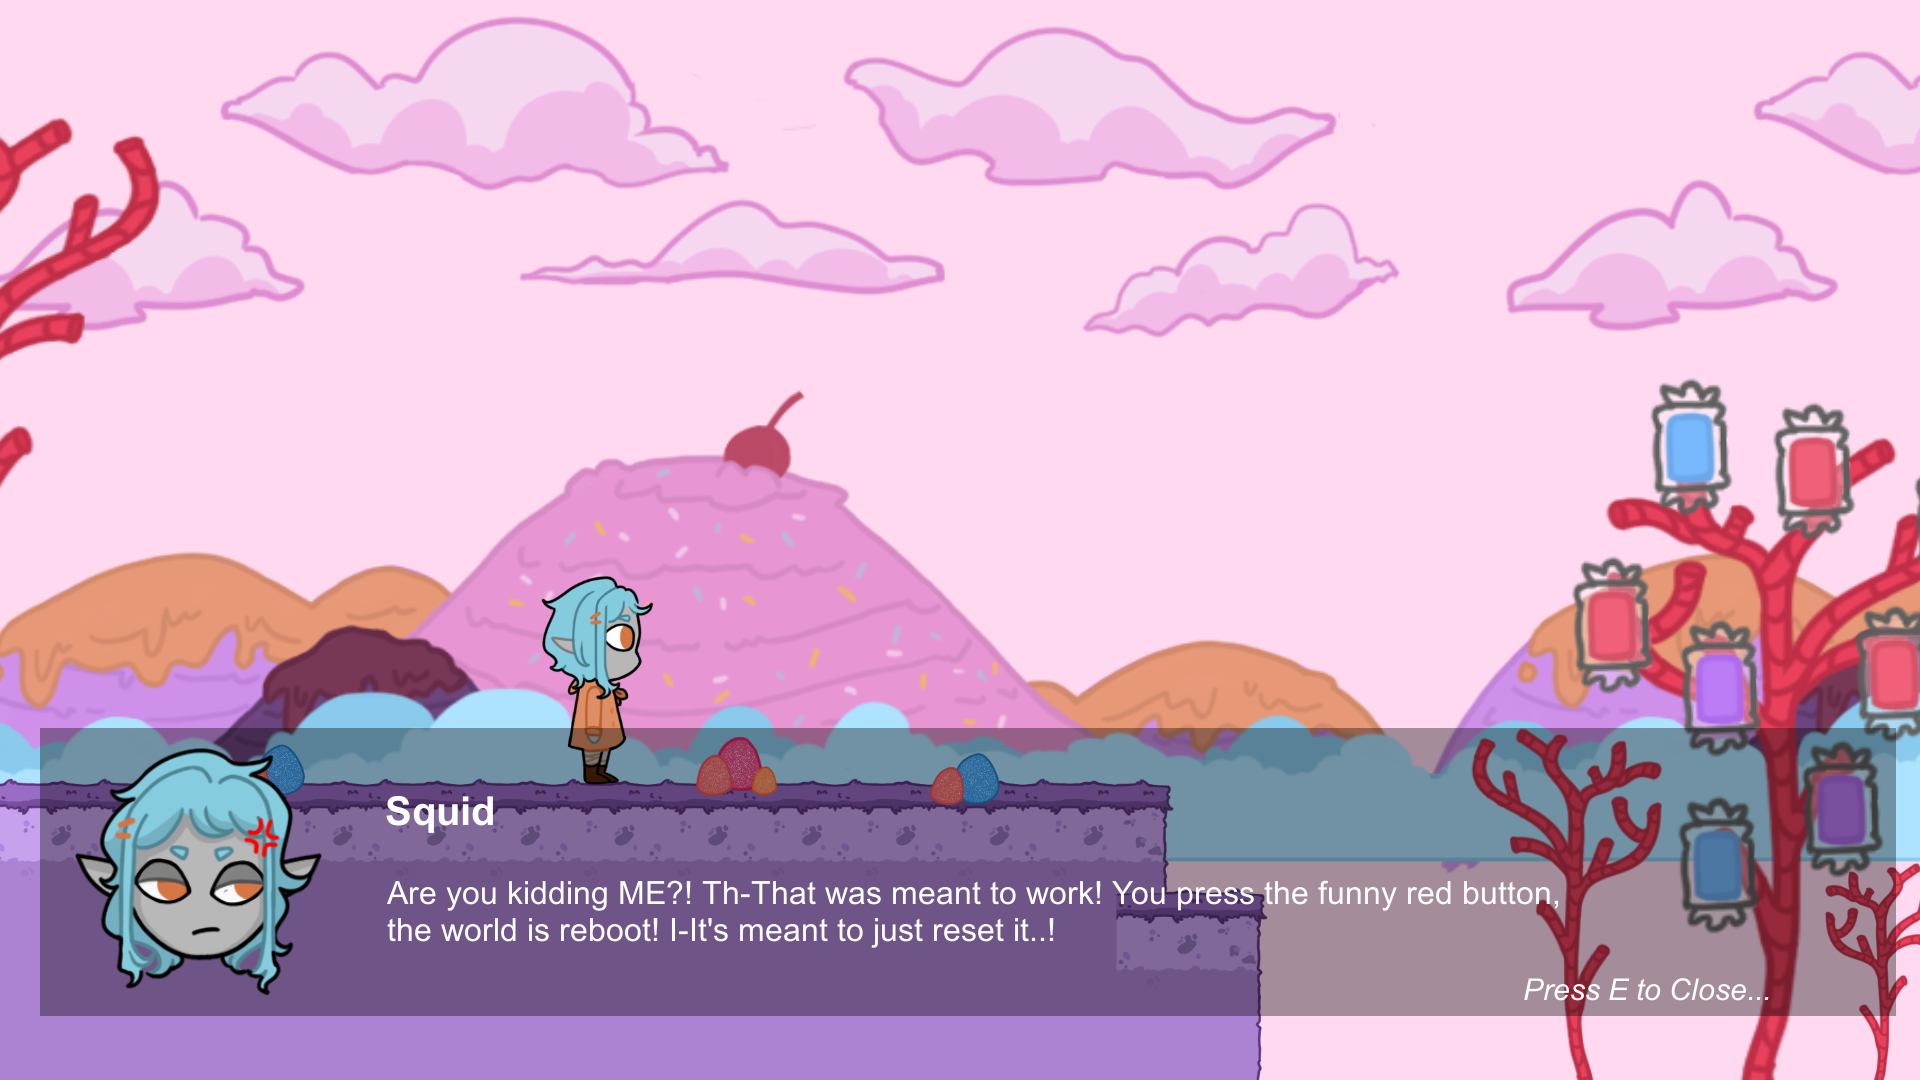 Squid
Are you kidding ME?! Th-That was meant to work! You press the funny red button,
the world is reboot! I-It's meant to just reset it..!
Press E to Close...